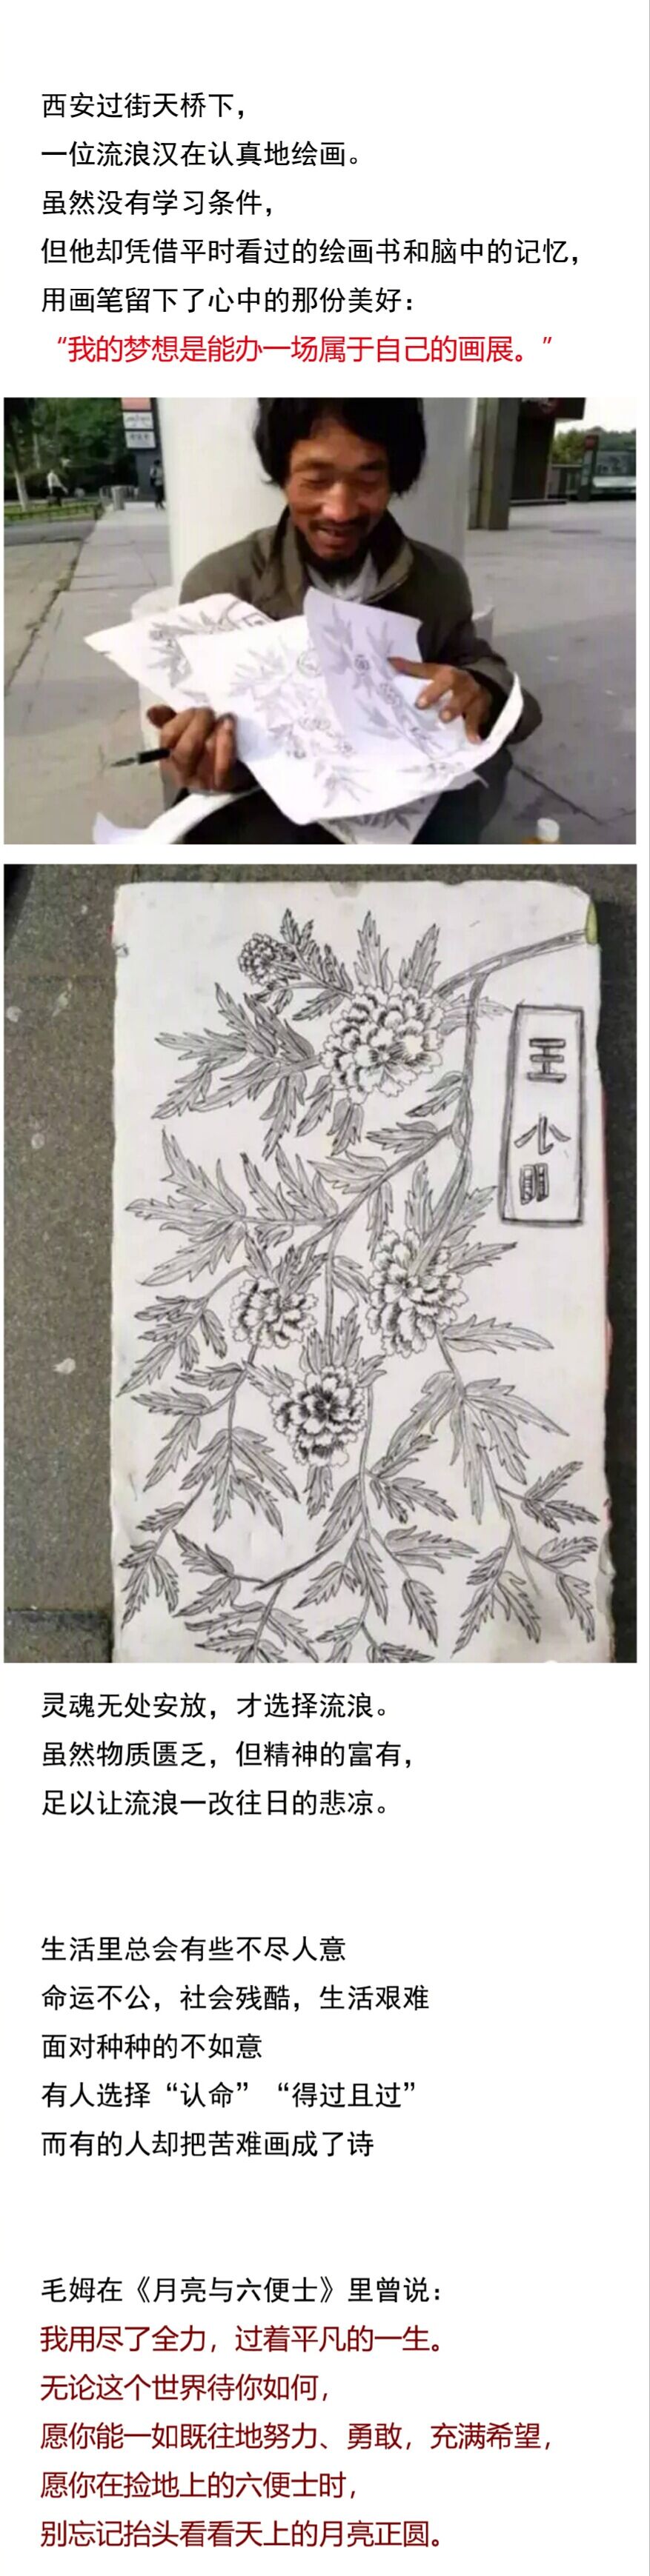 西安过街天桥下，
一位流浪汉在认真地绘画。
虽然没有学习条件，
但他却凭借平时看过的绘画书和脑中的记忆，
用画笔留下了心中的那份美好：
“我的梦想是能办一场属于自己的画展。”
王
小
灵魂无处安放，才选择流浪。
虽然物质匮乏，但精神的富有，
足以让流浪一改往日的悲凉。
生活里总会有些不尽人意
命运不公，社会残酷，生活艰难
面对种种的不如意
有人选择“认命”“得过且过”
而有的人却把苦难画成了诗
毛姆在《月亮与六便士》里曾说：
我用尽了全力，过着平凡的一生。
无论这个世界待你如何，
愿你能一如既往地努力、勇敢，充满希望，
愿你在捡地上的六便士时，
别忘记抬头看看天上的月亮正圆。